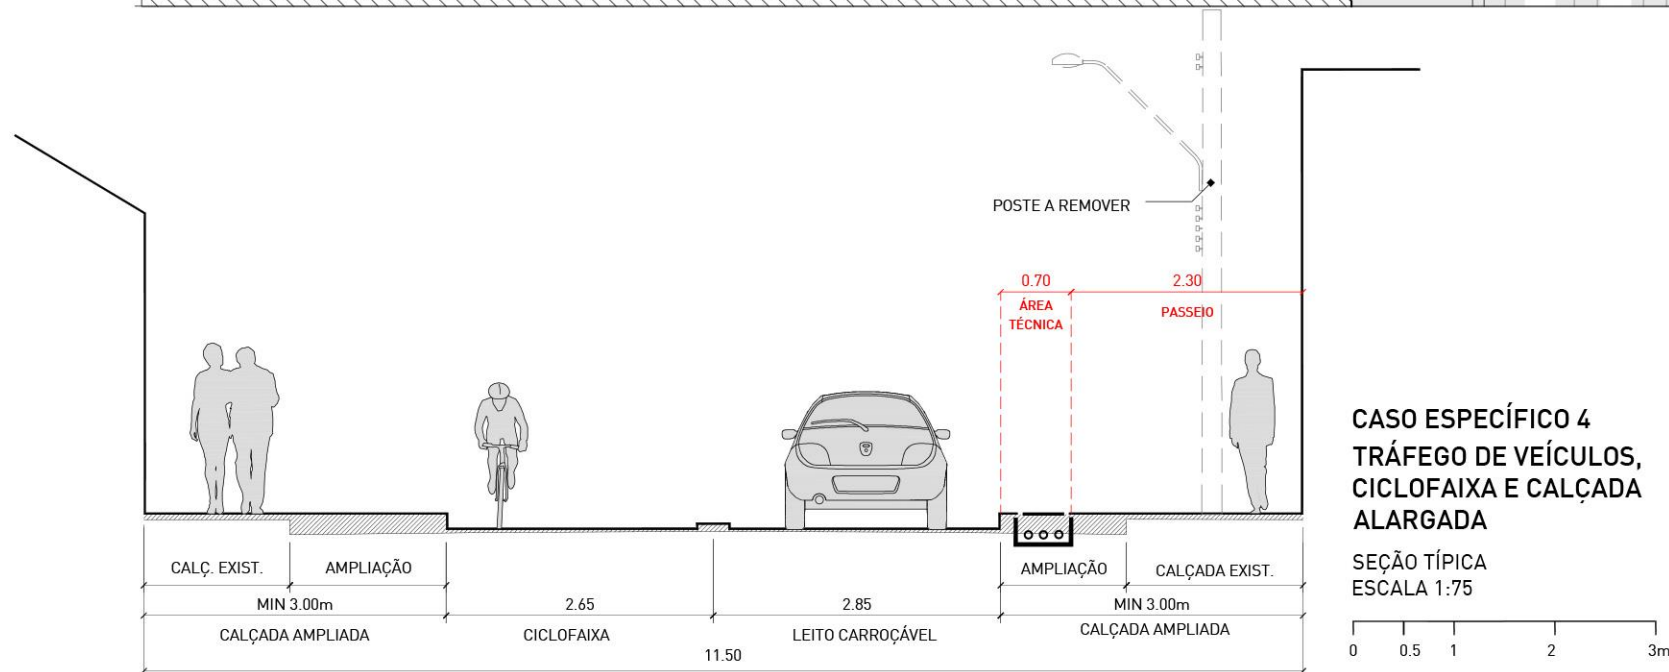 POSTE A REMOVER
0.70
2.30
ÁREA
TÉCNICA
PASSEIO
CALÇ. EXIST.
AMPLIAÇÃO
AMPLIAÇÃO
CALÇADA EXIST.
MIN 3.00m
2.65
2.85
MIN 3.00m
CALÇADA AMPLIADA
CICLOFAIXA
LEITO CARROÇÁVEL
CALÇADA AMPLIADA
11.50
CASO ESPECÍFICO 4
TRÁFEGO DE VEÍCULOS,
CICLOFAIXA E CALÇADA
ALARGADA
SEÇÃO TÍPICA
ESCALA 1:75
0 0.5 1 2 3m